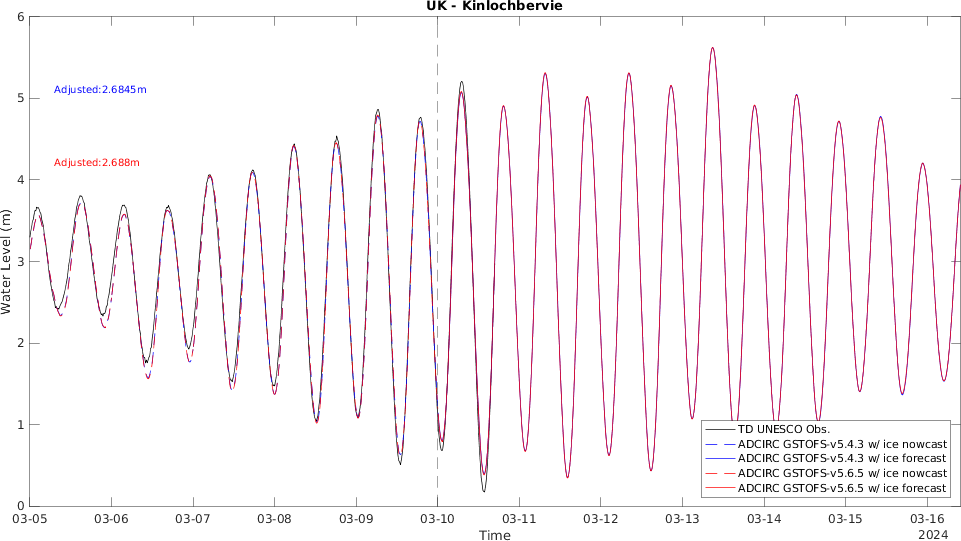 UK - Kinlochbervie
6
5
4
3
2
1
0
Water Level (m)
Adjusted:2.6845m
Adjusted:2.688m
TD UNESCO Obs.
ADCIRC GSTOFS-v5.4.3 w/ ice nowcast
ADCIRC GSTOFS-v5.4.3 w/ ice forecast
ADCIRC GSTOFS-v5.6.5 w/ ice nowcast
ADCIRC GSTOFS-v5.6.5 w/ ice forecast
03-05 03-06 03-07 03-08 03-09 03-10 03-11 03-12 03-13 03-14 03-15 03-16
Time
2024